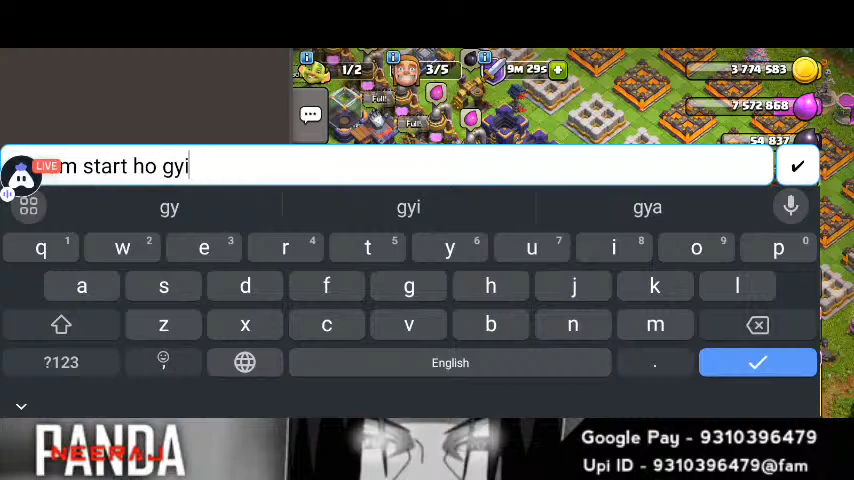 1/2
3/5
9M 29S
3 774 583
Full!
7 572 868
Full!
54 837
LIVE
m start ho gyi
gy gyi gya
q 1 w 2 e 3 r 4 t 5 y 6 u 7 i 8 o 9 p 0
a s d f g h j k l
z x c v b n m
?123 , English .
PANDA
NEERAJ
Google Pay - 9310396479
Upi ID - 9310396479@fam